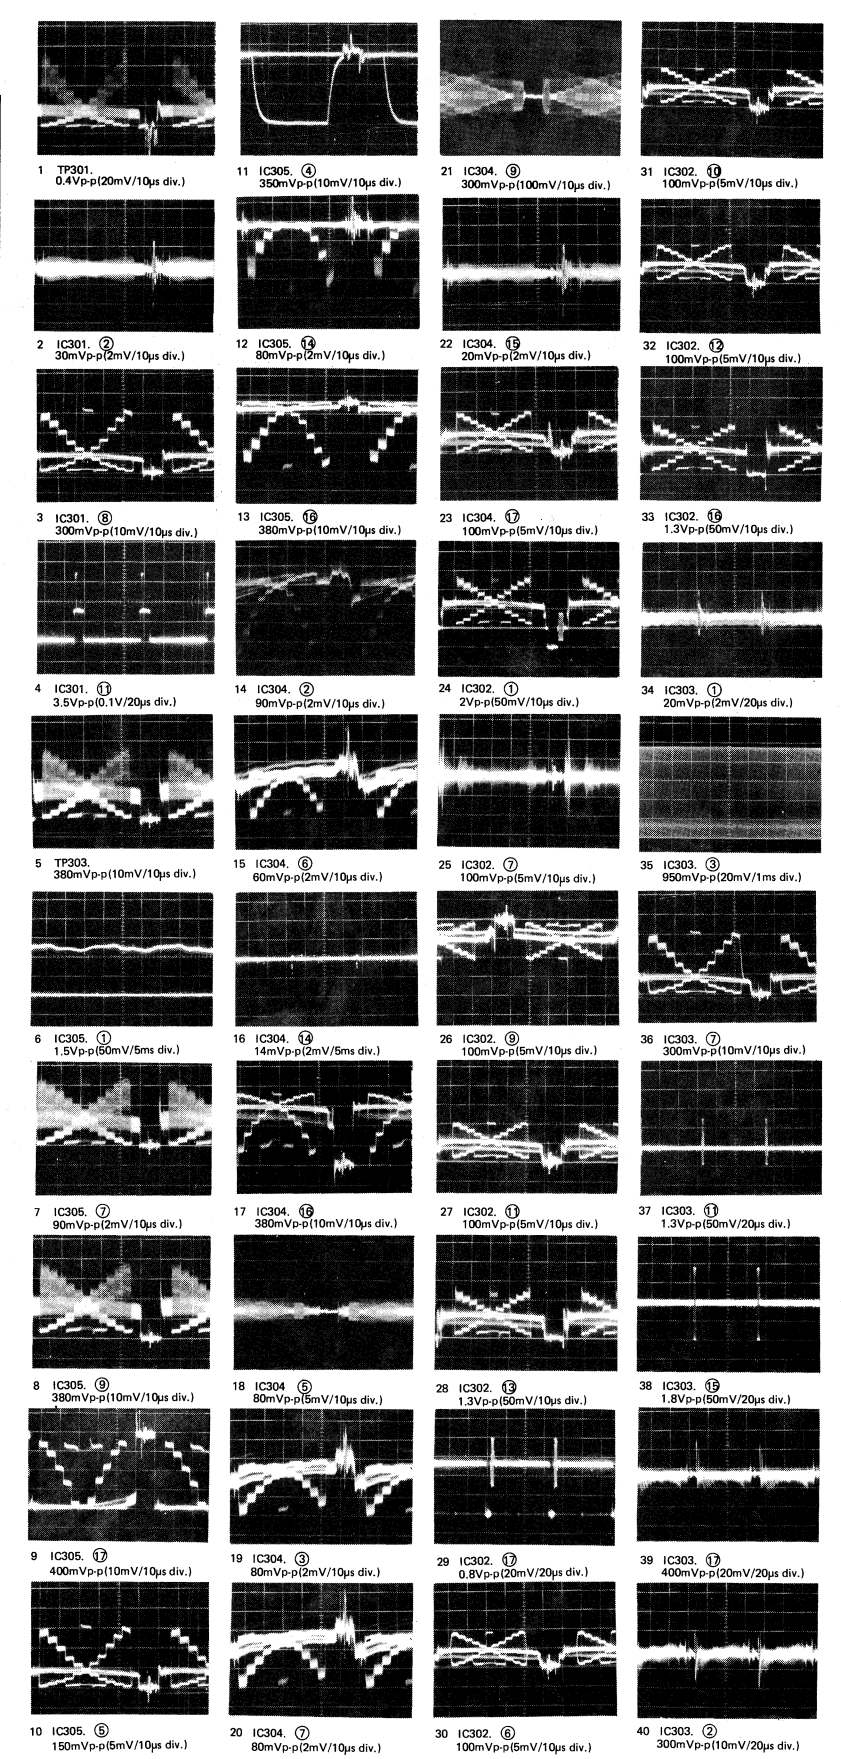 1 TP301.
0.4Vp-p(20mV/10µs div.)
2 IC301. ②
30mVp-p(2mV/10µs div.)
3 IC301. ⑧
300mVp-p(10mV/10µs div.)
4 IC301. ⑪
3.5Vp-p(0.1V/20µs div.)
5 TP303.
380mVp-p(10mV/10µs div.)
6 IC305. ①
1.5Vp-p(50mV/5ms div.)
7 IC305. ⑦
90mVp-p(2mV/10µs div.)
8 IC305. ⑨
380mVp-p(10mV/10µs div.)
9 IC305. ⑰
400mVp-p(10mV/10µs div.)
10 IC305. ⑤
150mVp-p(5mV/10µs div.)
11 IC305. ④
350mVp-p(10mV/10µs div.)
12 IC305. ⑭
80mVp-p(2mV/10µs div.)
13 IC305. ⑯
380mVp-p(10mV/10µs div.)
14 IC304. ②
90mVp-p(2mV/10µs div.)
15 IC304. ⑥
60mVp-p(2mV/10µs div.)
16 IC304. ⑭
14mVp-p(2mV/5ms div.)
17 IC304. ⑯
380mVp-p(10mV/10µs div.)
18 IC304 ⑤
80mVp-p(5mV/10µs div.)
19 IC304. ③
80mVp-p(2mV/10µs div.)
20 IC304. ⑦
80mVp-p(2mV/10µs div.)
21 IC304. ⑨
300mVp-p(100mV/10µs div.)
22 IC304. ⑮
20mVp-p(2mV/10µs div.)
23 IC304. ⑰
100mVp-p(5mV/10µs div.)
24 IC302. ①
2Vp-p(50mV/10µs div.)
25 IC302. ⑦
100mVp-p(5mV/10µs div.)
26 IC302. ⑨
100mVp-p(5mV/10µs div.)
27 IC302. ⑪
100mVp-p(5mV/10µs div.)
28 IC302. ⑬
1.3Vp-p(50mV/10µs div.)
29 IC302. ⑰
0.8Vp-p(20mV/20µs div.)
30 IC302. ⑥
100mVp-p(5mV/10µs div.)
31 IC302. ⑩
100mVp-p(5mV/10µs div.)
32 IC302. ⑫
100mVp-p(5mV/10µs div.)
33 IC302. ⑯
1.3Vp-p(50mV/10µs div.)
34 IC303. ①
20mVp-p(2mV/20µs div.)
35 IC303. ③
950mVp-p(20mV/1ms div.)
36 IC303. ⑦
300mVp-p(10mV/10µs div.)
37 IC303. ⑪
1.3Vp-p(50mV/20µs div.)
38 IC303. ⑮
1.8Vp-p(50mV/20µs div.)
39 IC303. ⑰
400mVp-p(20mV/20µs div.)
40 IC303. ②
300mVp-p(10mV/20µs div.)